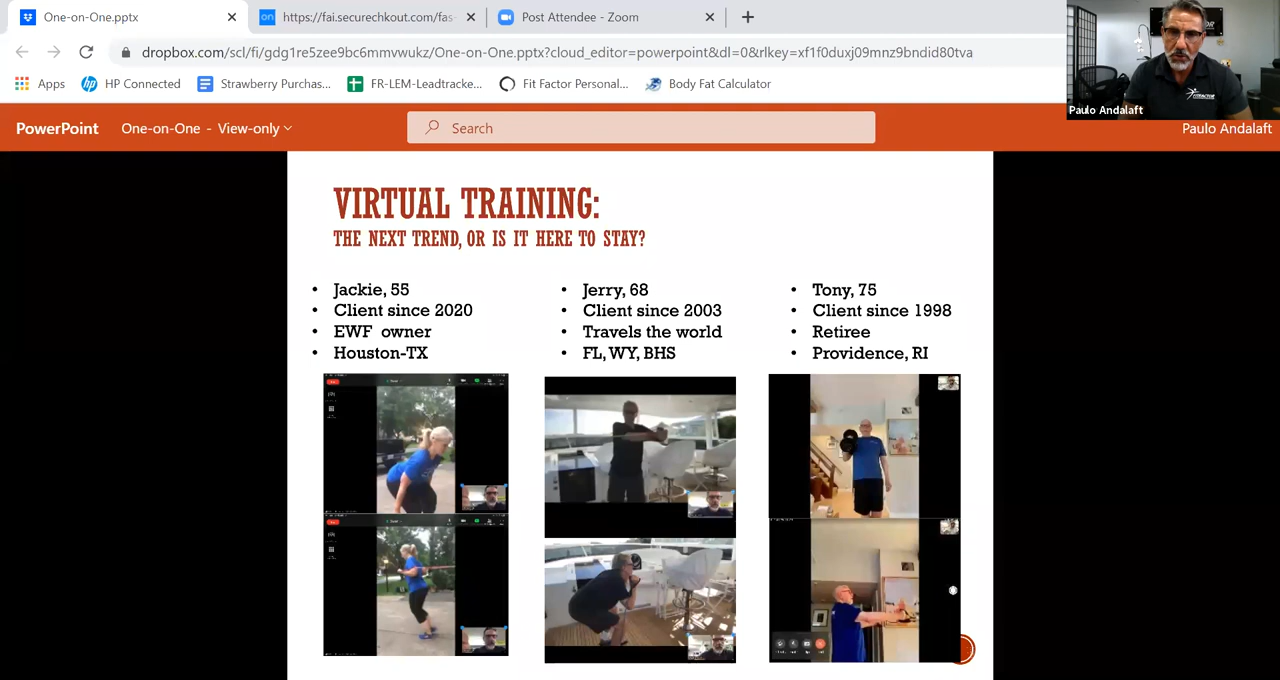 One-on-One.pptx
https://fai.securechkout.com/fas
Post Attendee - Zoom
dropbox.com/scl/fi/gdg1re5zee9bc6mmvwukz/One-on-One.pptx?cloud_editor=powerpoint&dl=0&rlkey=xf1f0duxj09mnz9bndid80tva
Apps
HP Connected
Strawberry Purchas...
FR-LEM-Leadtracke...
Fit Factor Personal...
Body Fat Calculator
Paulo Andalaft
PowerPoint
One-on-One - View-only
Search
Paulo Andalaft
VIRTUAL TRAINING:
THE NEXT TREND, OR IS IT HERE TO STAY?
• Jackie, 55
• Client since 2020
• EWF owner
• Houston-TX
• Jerry, 68
• Client since 2003
• Travels the world
• FL, WY, BHS
• Tony, 75
• Client since 1998
• Retiree
• Providence, RI